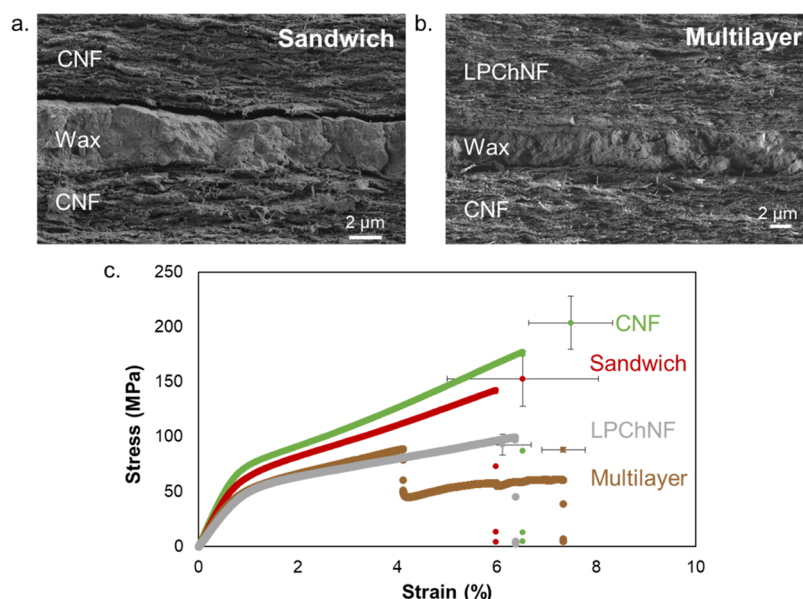 a.
Sandwich
CNF
Wax
CNF
2 µm
b.
Multilayer
LPChNF
Wax
CNF
2 µm
c.
250
200
150
100
50
0
Stress (MPa)
CNF
Sandwich
LPChNF
Multilayer
0 2 4 6 8 10
Strain (%)